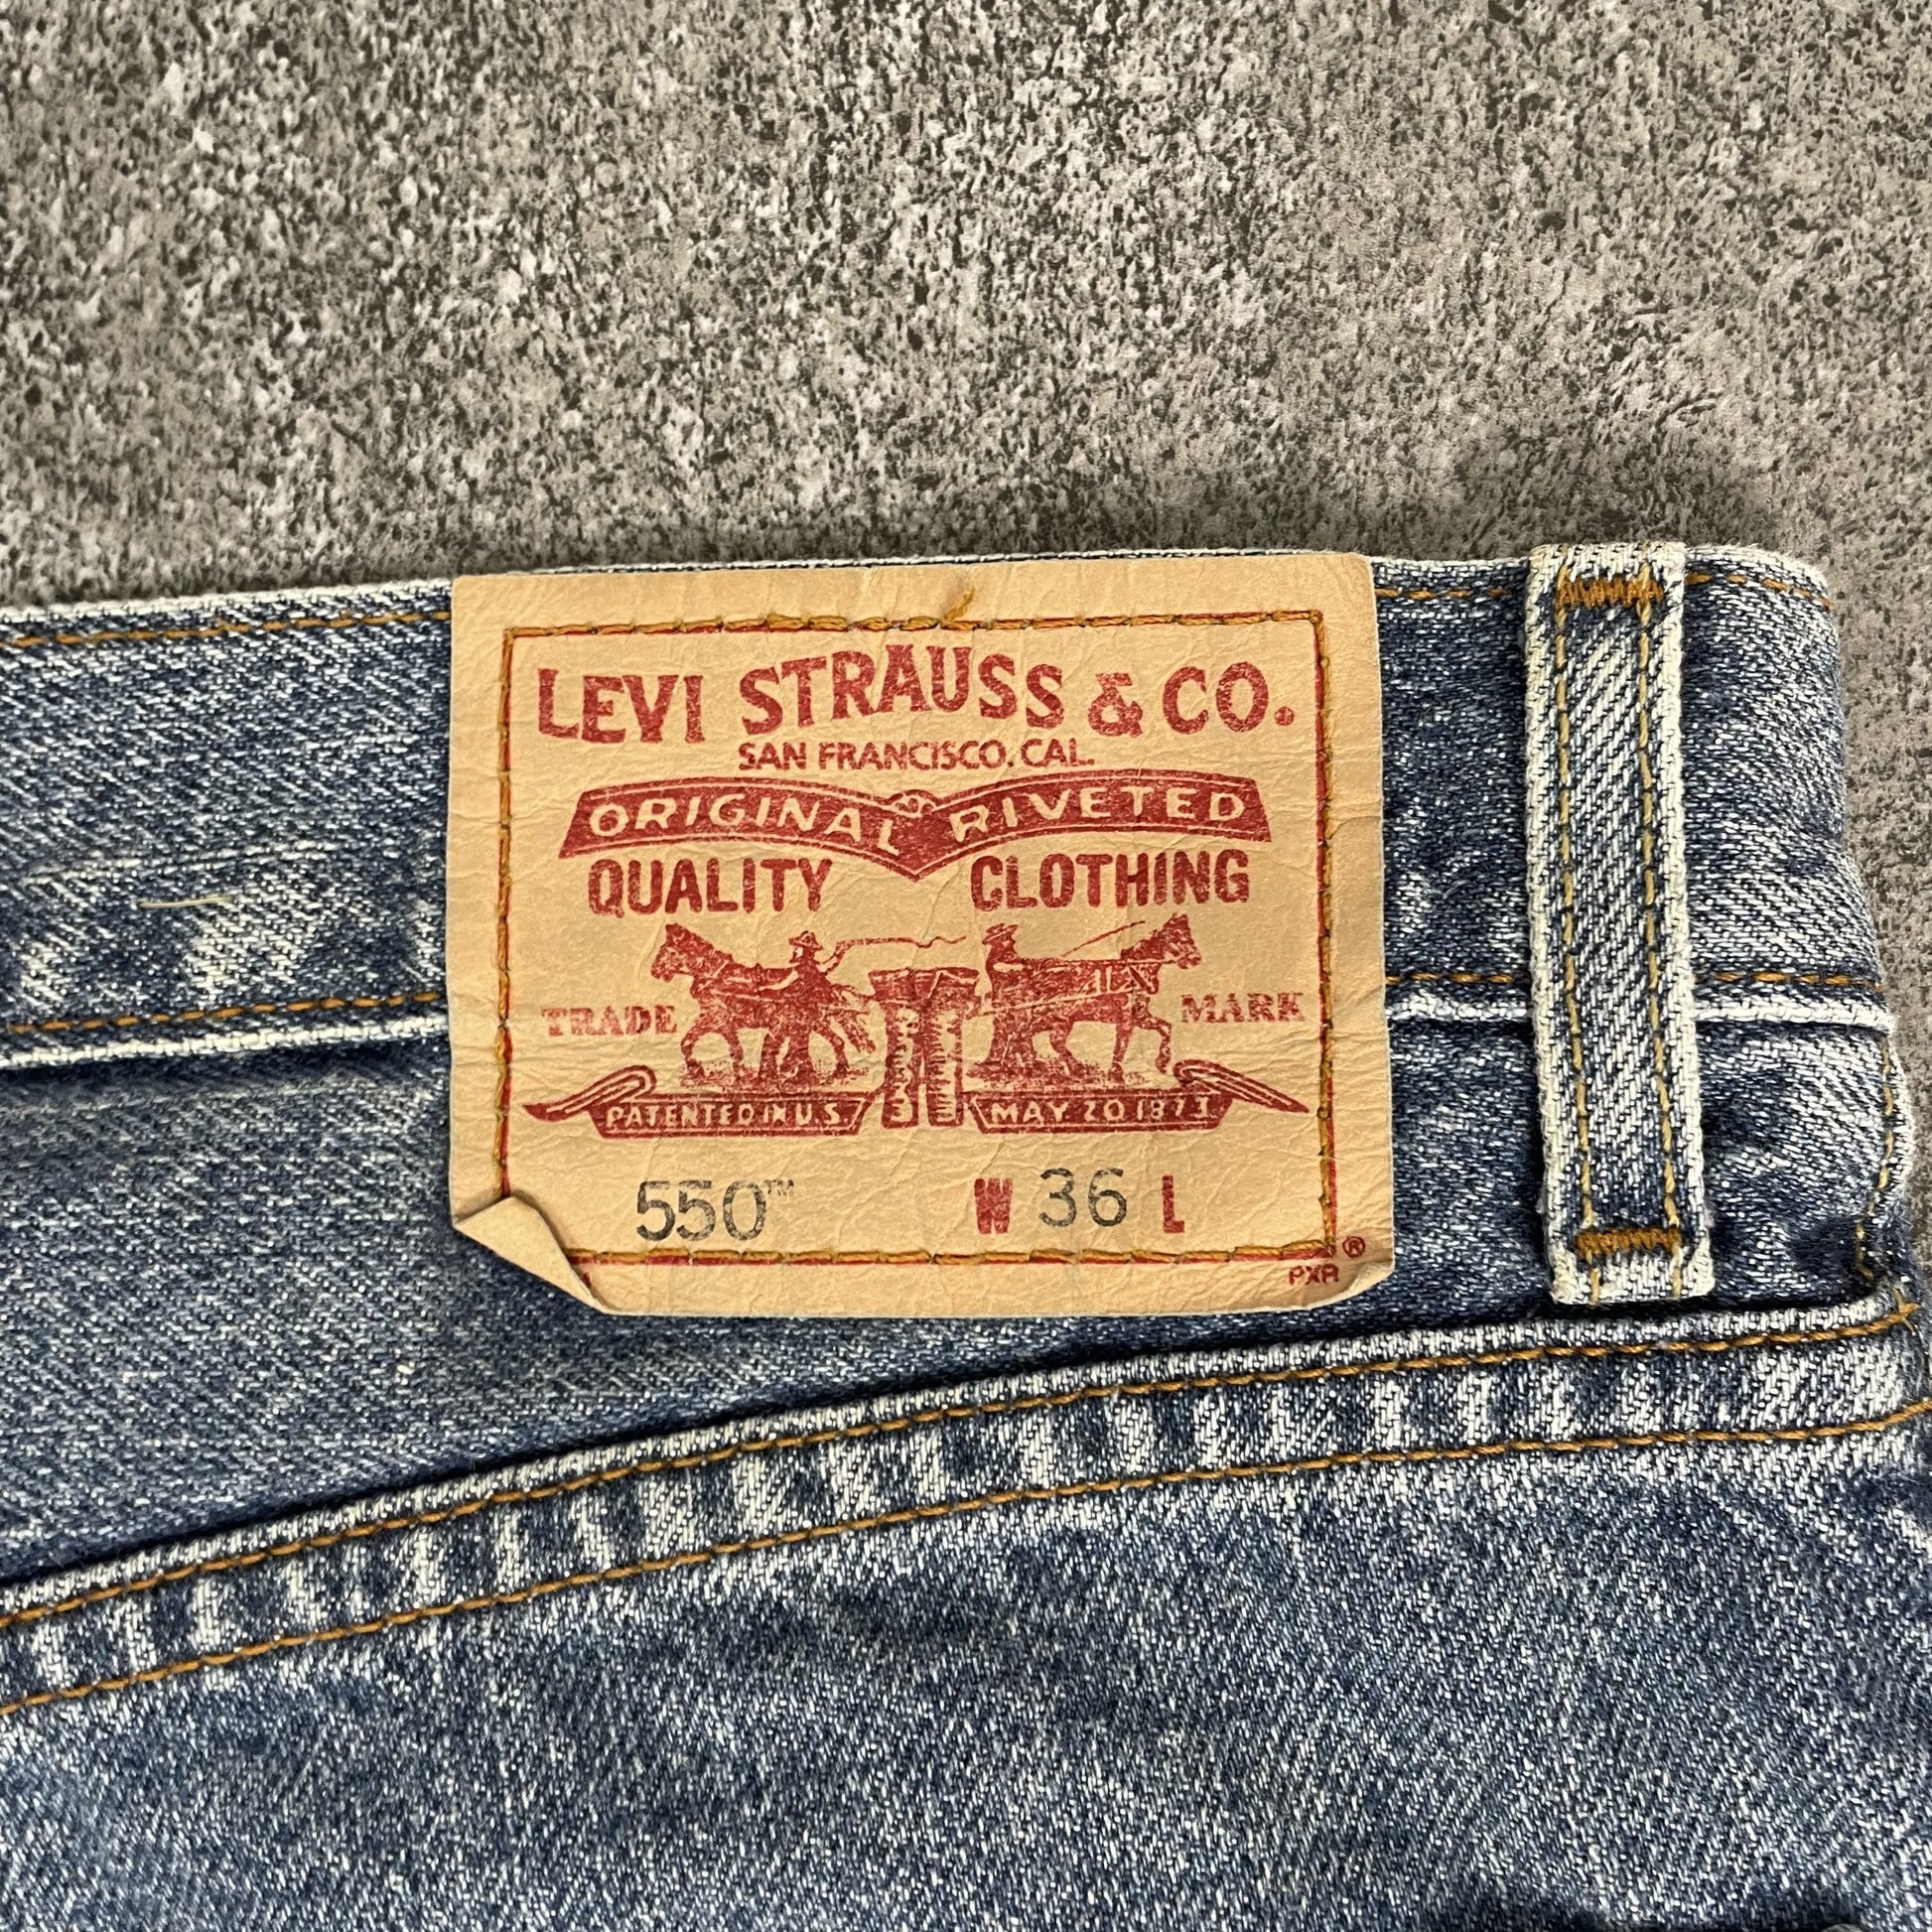 LEVI STRAUSS & CO.
SAN FRANCISCO, CAL.
ORIGINAL RIVETED
QUALITY CLOTHING
TRADE MARK
PATENTED IN U.S. MAY 20 1873
550™ W 36 L
®
PXR